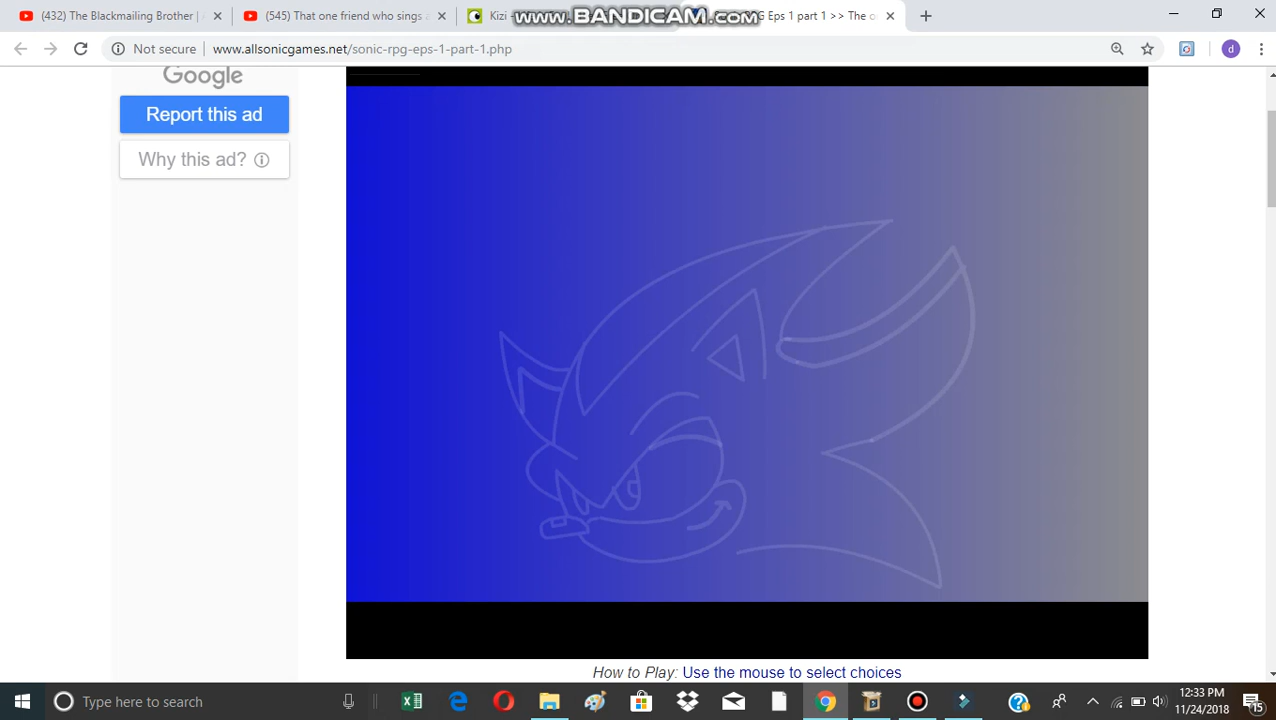 (432) The Blackmailing Brother |
(545) That one friend who sings a
Kizi -
G Eps 1 part 1 >> The o
www.BANDICAM.com
Not secure | www.allsonicgames.net/sonic-rpg-eps-1-part-1.php
d
Google
Report this ad
Why this ad?
How to Play: Use the mouse to select choices
Type here to search
12:33 PM
11/24/2018
15